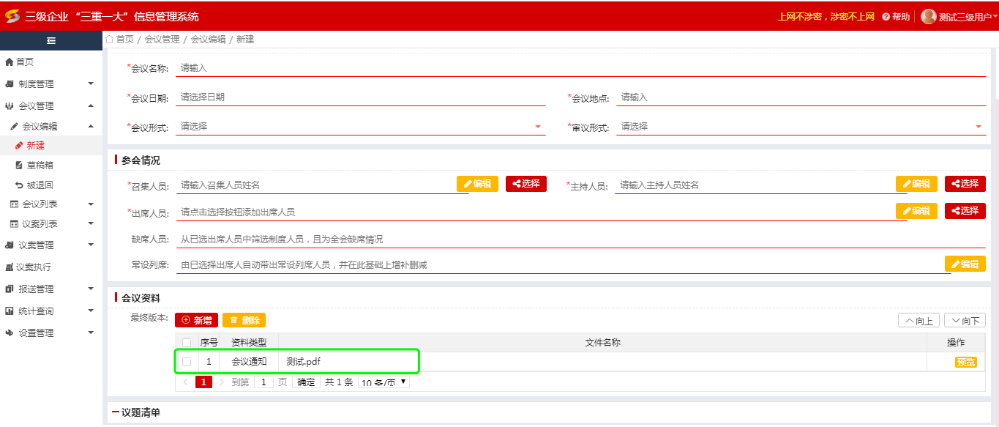 三级企业“三重一大”信息管理系统
上网不涉密，涉密不上网 帮助 测试三级用户
首页 / 会议管理 / 会议编辑 / 新建
首页
制度管理
会议管理
会议编辑
新建
草稿箱
被退回
会议列表
议案列表
议案管理
议案执行
报送管理
统计查询
设置管理
*会议名称: 请输入
*会议日期: 请选择日期 *会议地点: 请输入
*会议形式: 请选择 *审议形式: 请选择
参会情况
*召集人员: 请输入召集人员姓名 编辑 选择 *主持人员: 请输入主持人员姓名 编辑 选择
*出席人员: 请点击选择按钮添加出席人员 编辑 选择
缺席人员: 从已选出席人员中筛选制度人员，且为全会缺席情况
常设列席: 由已选择出席人自动带出常设列席人员，并在此基础上增补删减 编辑
会议资料
最终版本: 新增 删除 向上 向下
序号 资料类型 文件名称 操作
1 会议通知 测试.pdf 预览
1 到第 1 页 确定 共 1 条 10 条/页
议题清单